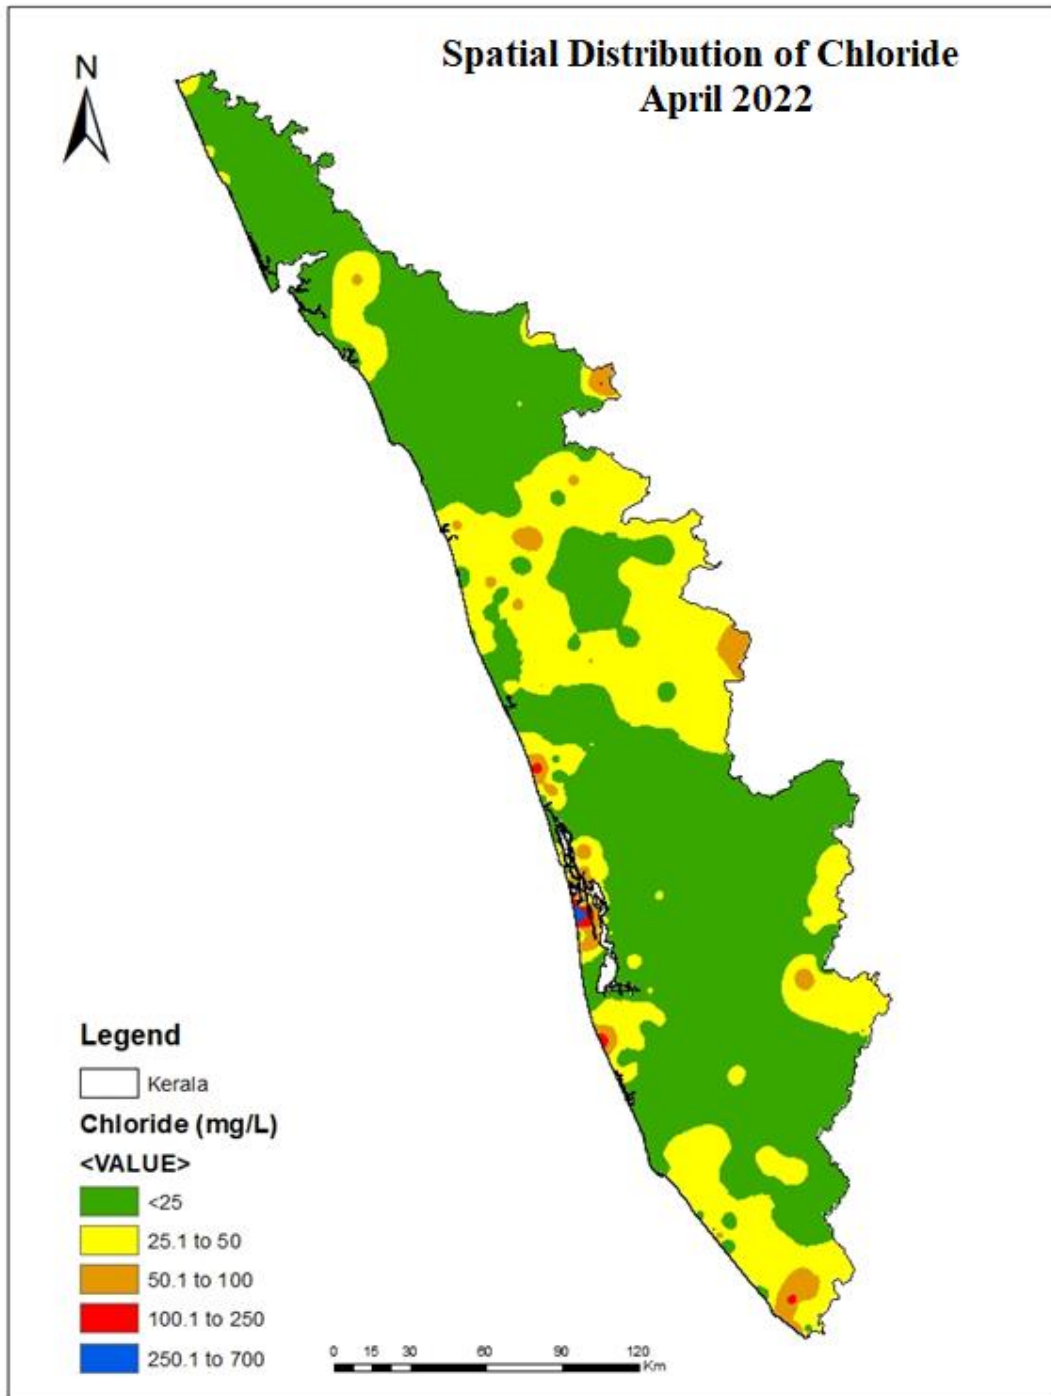 Spatial Distribution of Chloride
April 2022
N
Legend
Kerala
Chloride (mg/L)
<VALUE>
<25
25.1 to 50
50.1 to 100
100.1 to 250
250.1 to 700
0 15 30 60 90 120
Km